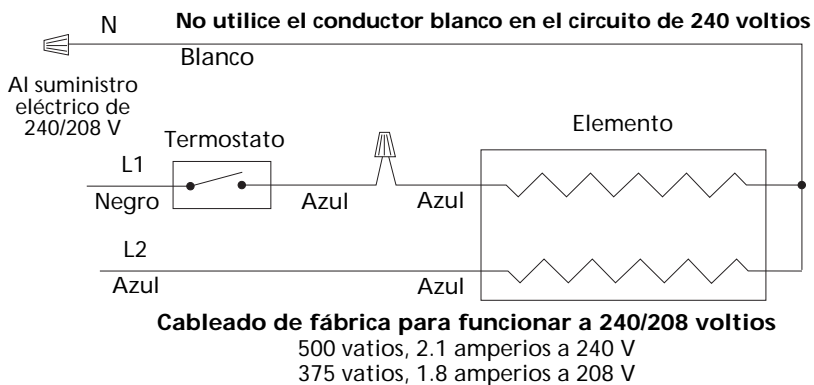 N
No utilice el conductor blanco en el circuito de 240 voltios
Blanco
Al suministro
eléctrico de
240/208 V
Termostato
Elemento
L1
Negro
Azul
Azul
L2
Azul
Azul
Cableado de fábrica para funcionar a 240/208 voltios
500 vatios, 2.1 amperios a 240 V
375 vatios, 1.8 amperios a 208 V